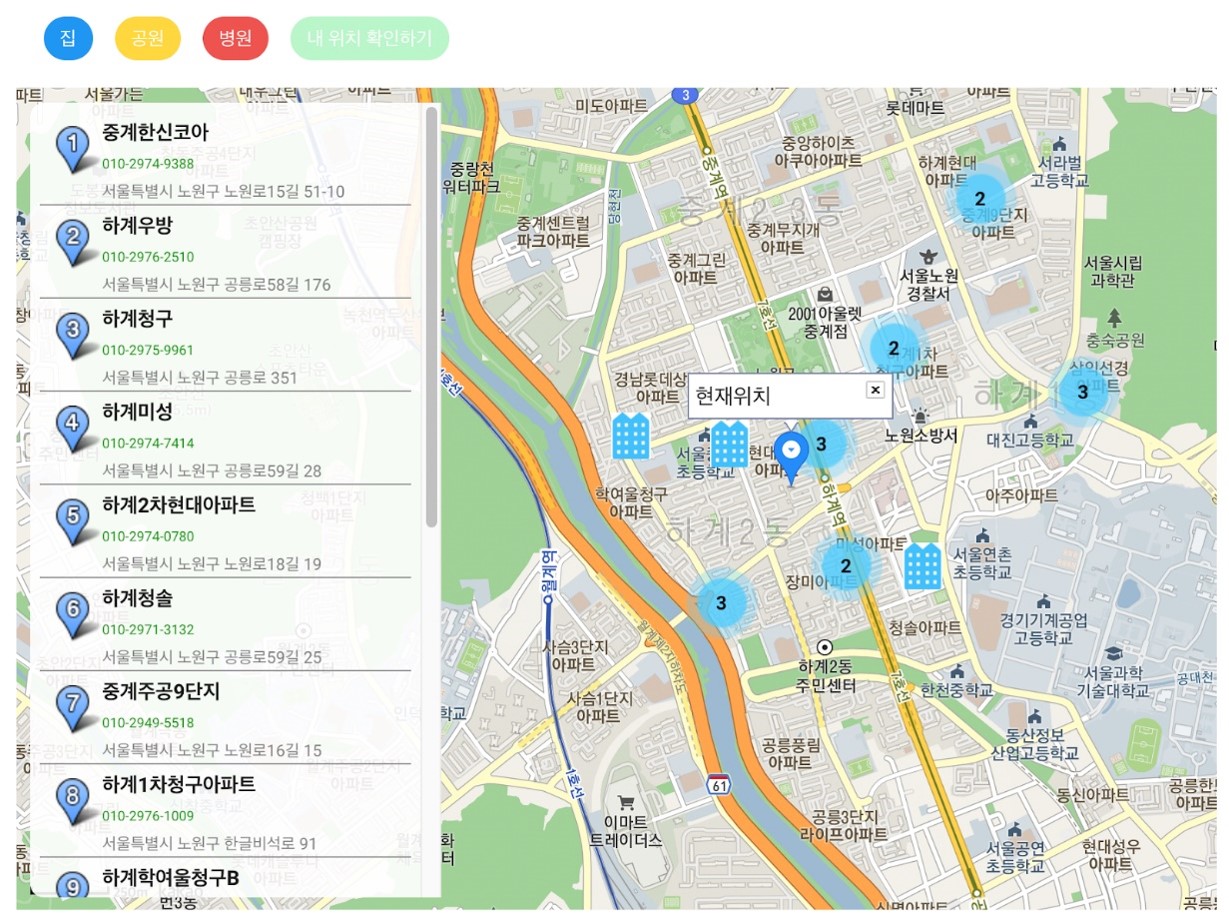 집
공원
병원
내 위치 확인하기
1
중계한신코아
010-2974-9388
서울특별시 노원구 노원로15길 51-10
2
하계우방
010-2976-2510
서울특별시 노원구 공릉로58길 176
3
하계청구
010-2975-9961
서울특별시 노원구 공릉로 351
4
하계미성
010-2974-7414
서울특별시 노원구 공릉로59길 28
5
하계2차현대아파트
010-2974-0780
서울특별시 노원구 노원로18길 19
6
하계청솔
010-2971-3132
서울특별시 노원구 공릉로59길 25
7
중계주공9단지
010-2949-5518
서울특별시 노원구 노원로16길 15
8
하계1차청구아파트
010-2976-1009
서울특별시 노원구 한글비석로 91
9
하계학여울청구B
미도아파트
3
롯데마트
중랑천
워터파크
당현천
중계역
중앙하이츠
아쿠아아파트
하계현대
아파트
서라벌
고등학교
2
중계9단지
아파트
중계2.3동
중계센트럴
파크아파트
중계무지개
아파트
중계그린
아파트
서울노원
경찰서
서울시립
과학관
7호선
2001아울렛
중계점
충숙공원
2
하계1차
청구아파트
삼익선경
아파트
3
경남롯데상
아파트
현재위치
1호선
노원소방서
대진고등학교
3
초등학교
학여울청구
아파트
하계역
아주아파트
하계2동
미성아파트
서울연촌
초등학교
2
장미아파트
월계역
3
경기기계공업
고등학교
청솔아파트
월계제2지하차도
사슴3단지
아파트
하계2동
주민센터
7호선
한천중학교
서울과학
기술대학교
공대천
사슴1단지
아파트
동산정보
산업고등학교
공릉풍림
아파트
1호선
61
이마트
트레이더스
공릉3단지
라이프아파트
동신아파트
서울공연
초등학교
현대성우
아파트
250m
kakao